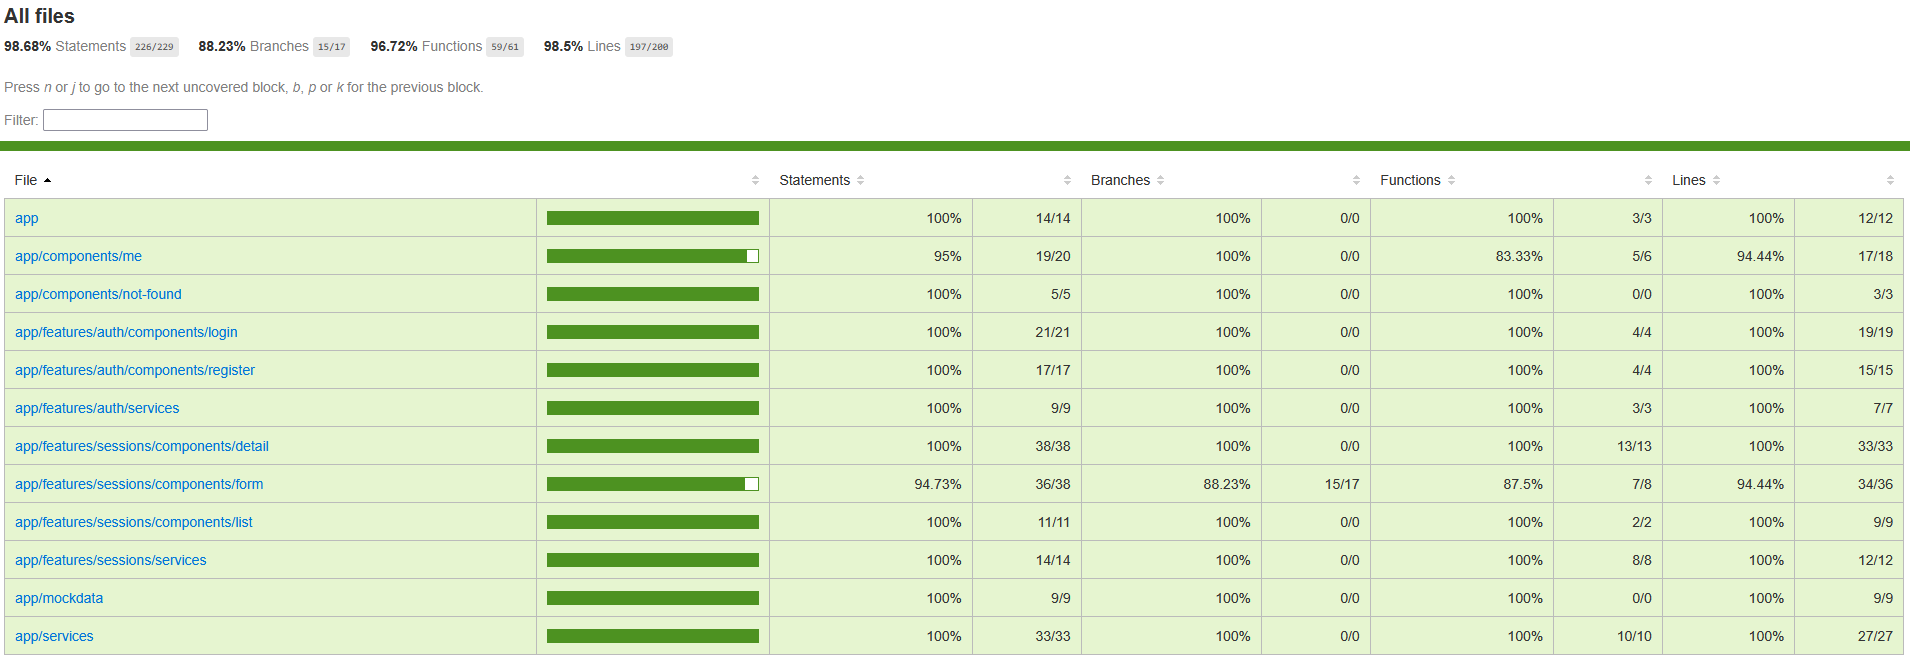 All files
98.68% Statements 226/229 88.23% Branches 15/17 96.72% Functions 59/61 98.5% Lines 197/200
Press n or j to go to the next uncovered block, b, p or k for the previous block.
Filter:
File Statements Branches Functions Lines
app 100% 14/14 100% 0/0 100% 3/3 100% 12/12
app/components/me 95% 19/20 100% 0/0 83.33% 5/6 94.44% 17/18
app/components/not-found 100% 5/5 100% 0/0 100% 0/0 100% 3/3
app/features/auth/components/login 100% 21/21 100% 0/0 100% 4/4 100% 19/19
app/features/auth/components/register 100% 17/17 100% 0/0 100% 4/4 100% 15/15
app/features/auth/services 100% 9/9 100% 0/0 100% 3/3 100% 7/7
app/features/sessions/components/detail 100% 38/38 100% 0/0 100% 13/13 100% 33/33
app/features/sessions/components/form 94.73% 36/38 88.23% 15/17 87.5% 7/8 94.44% 34/36
app/features/sessions/components/list 100% 11/11 100% 0/0 100% 2/2 100% 9/9
app/features/sessions/services 100% 14/14 100% 0/0 100% 8/8 100% 12/12
app/mockdata 100% 9/9 100% 0/0 100% 0/0 100% 9/9
app/services 100% 33/33 100% 0/0 100% 10/10 100% 27/27